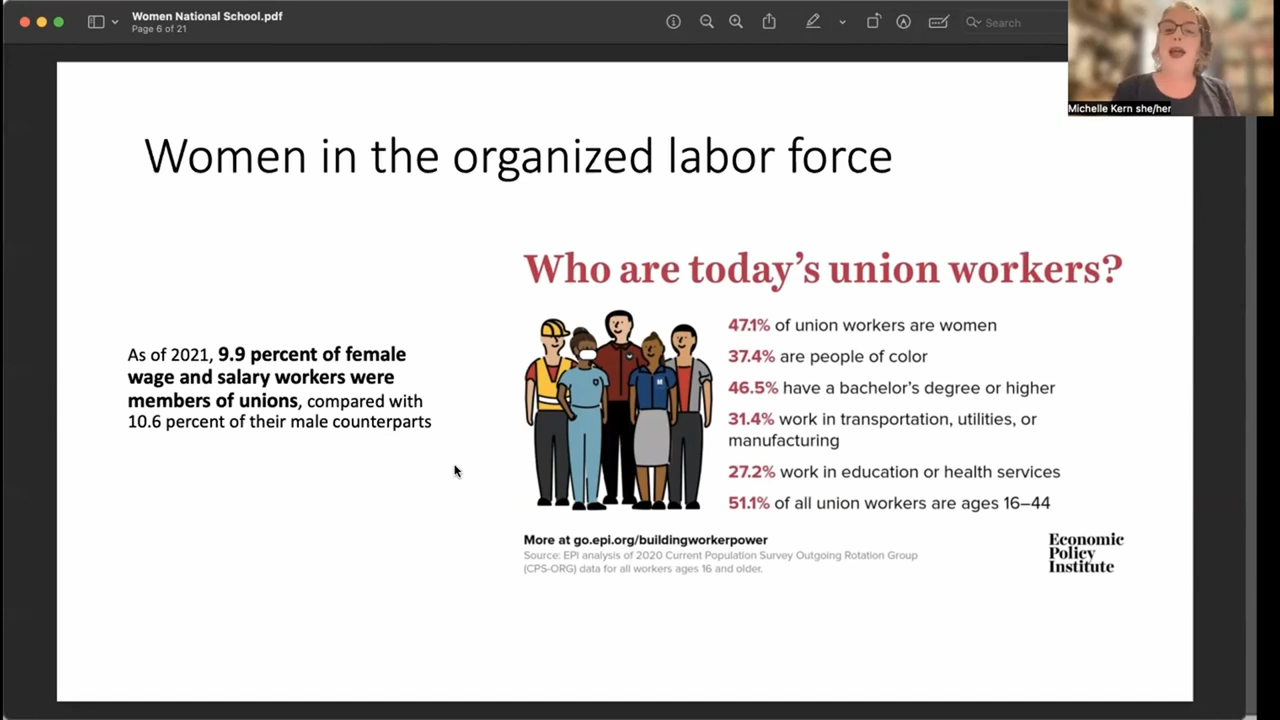 Women National School.pdf
Page 6 of 21
Search
Michelle Kern she/her
Women in the organized labor force
As of 2021, 9.9 percent of female
wage and salary workers were
members of unions, compared with
10.6 percent of their male counterparts
Who are today's union workers?
47.1% of union workers are women
37.4% are people of color
46.5% have a bachelor's degree or higher
31.4% work in transportation, utilities, or
manufacturing
27.2% work in education or health services
51.1% of all union workers are ages 16–44
More at go.epi.org/buildingworkerpower
Source: EPI analysis of 2020 Current Population Survey Outgoing Rotation Group
(CPS-ORG) data for all workers ages 16 and older.
Economic
Policy
Institute